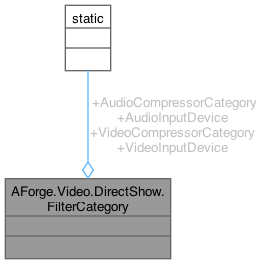 static
+AudioCompressorCategory
+AudioInputDevice
+VideoCompressorCategory
+VideoInputDevice
AForge.Video.DirectShow.
FilterCategory